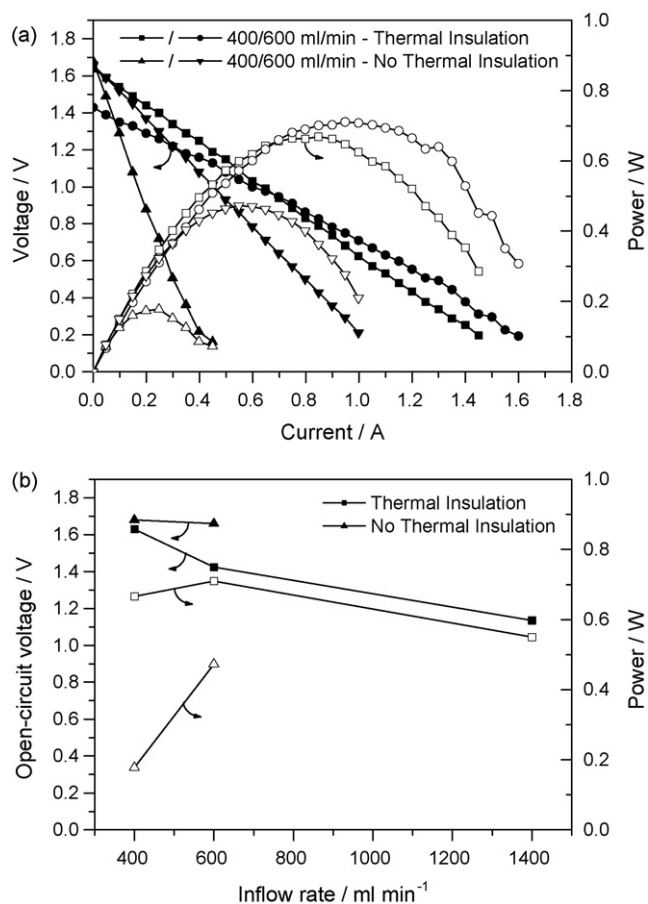 (a)
■ / ● 400/600 ml/min - Thermal Insulation
▲ / ▼ 400/600 ml/min - No Thermal Insulation
Voltage / V
1.8
1.6
1.4
1.2
1.0
0.8
0.6
0.4
0.2
0.0
1.0
0.8
0.6
0.4
0.2
0.0
Power / W
0.0 0.2 0.4 0.6 0.8 1.0 1.2 1.4 1.6 1.8
Current / A
(b)
Thermal Insulation
No Thermal Insulation
Open-circuit voltage / V
1.8
1.6
1.4
1.2
1.0
0.8
0.6
0.4
0.2
0.0
1.0
0.8
0.6
0.4
0.2
0.0
Power / W
400 600 800 1000 1200 1400
Inflow rate / ml min⁻¹